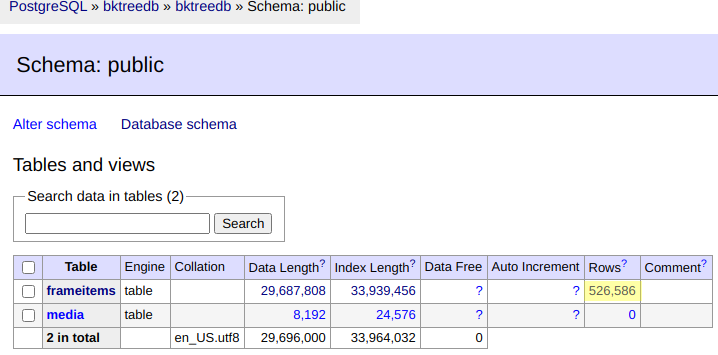 PostgreSQL » bktreedb » bktreedb » Schema: public
Schema: public
Alter schema Database schema
Tables and views
Search data in tables (2)
Search
Table Engine Collation Data Length? Index Length? Data Free Auto Increment Rows? Comment?
frameitems table 29,687,808 33,939,456 ? ? 526,586
media table 8,192 24,576 ? ? 0
2 in total en_US.utf8 29,696,000 33,964,032 0